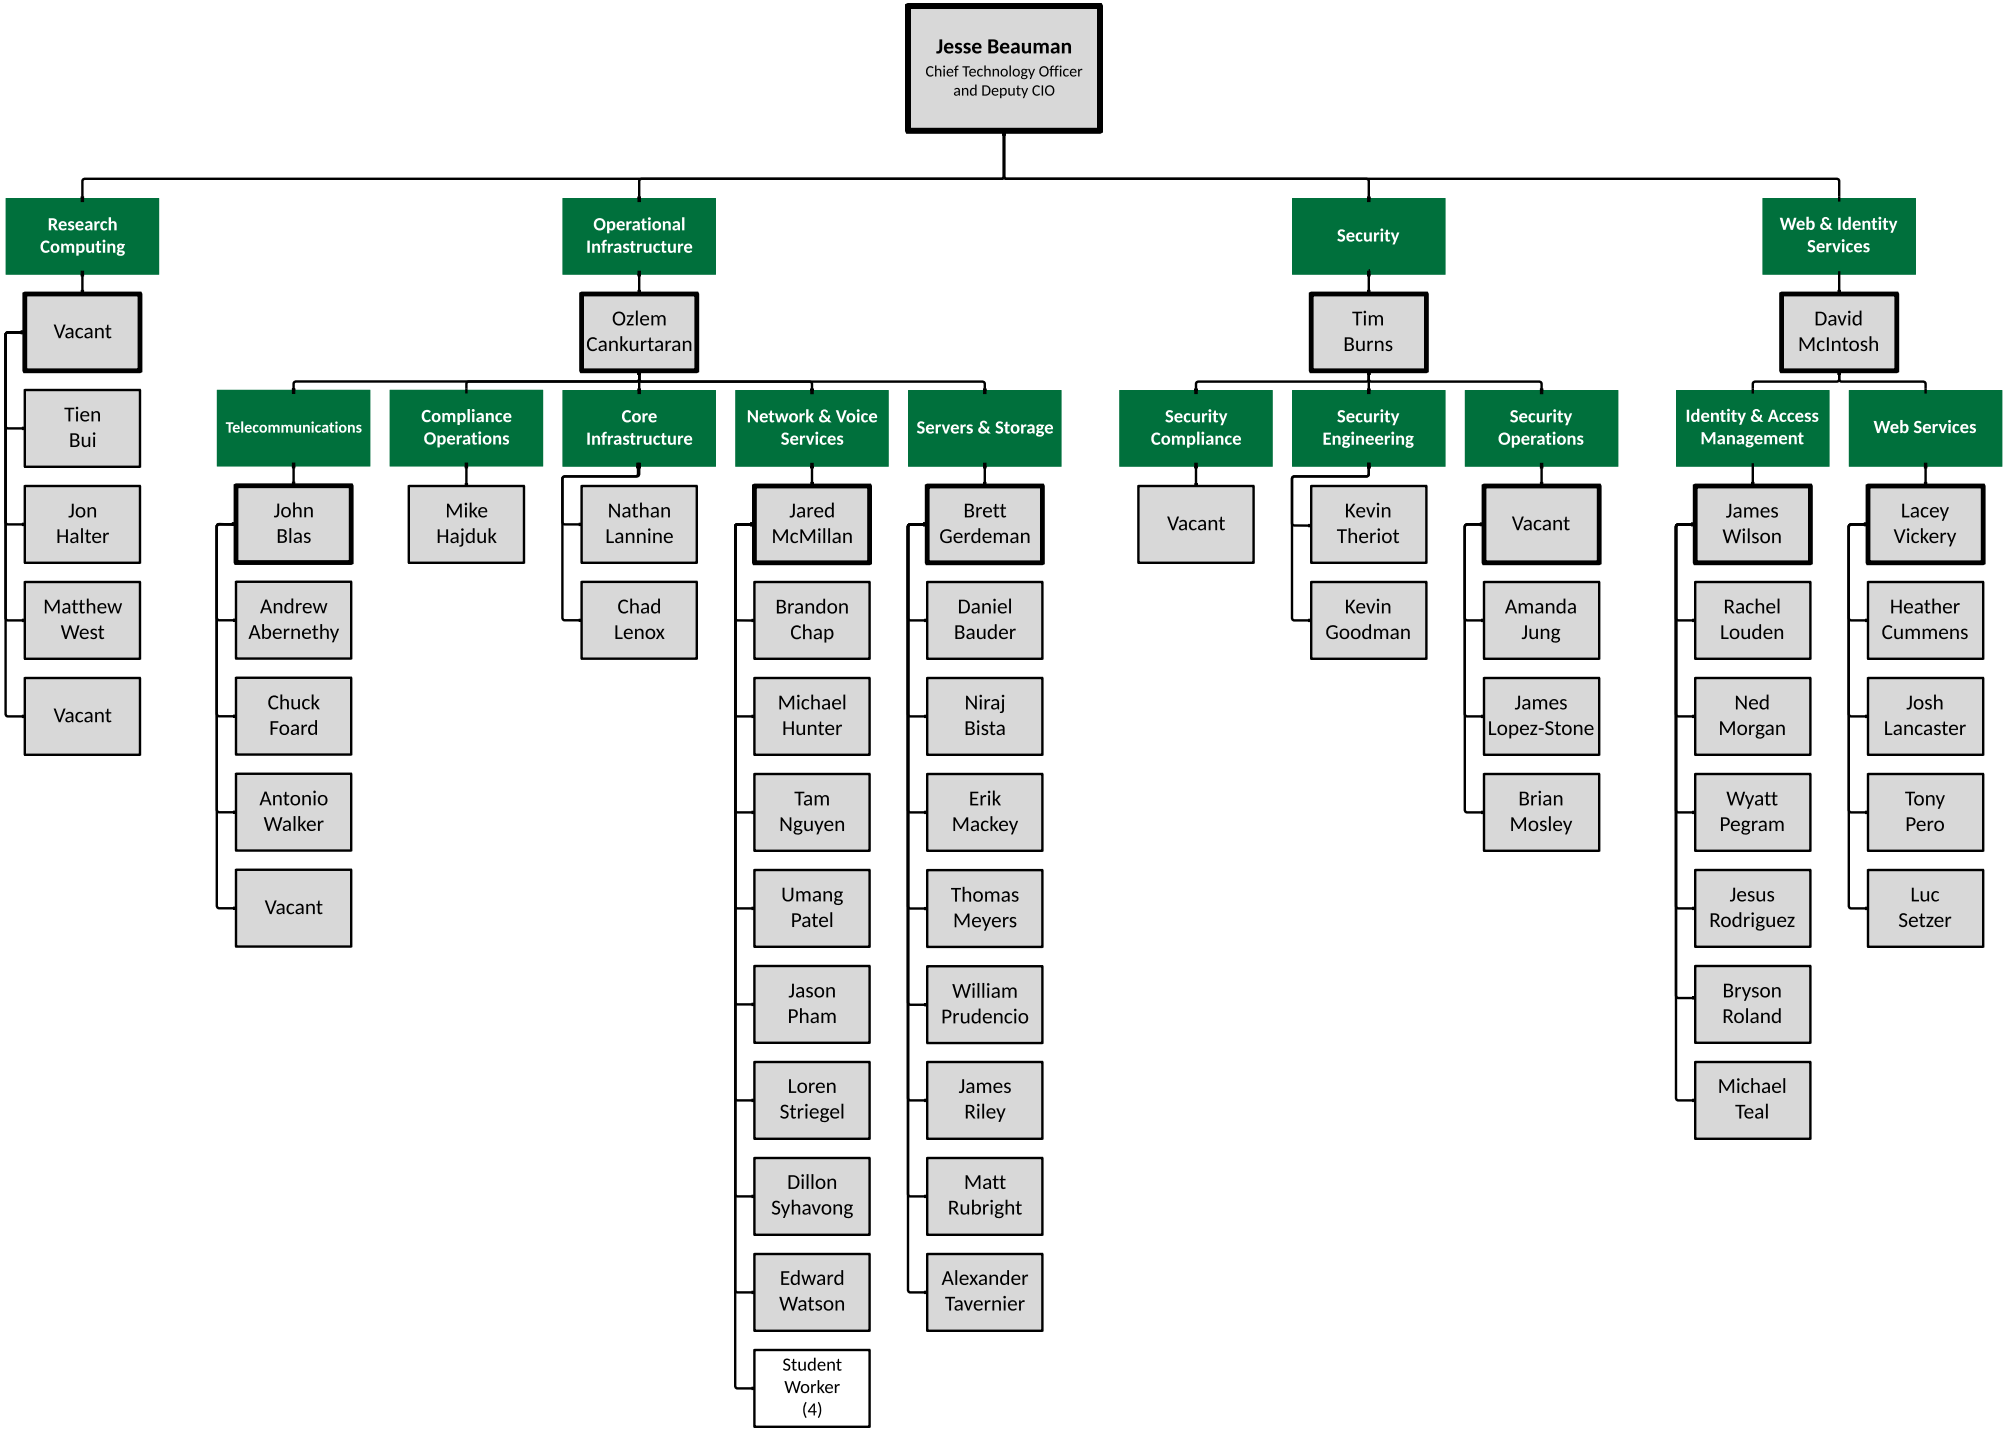 Jesse Beauman
Chief Technology Officer
and Deputy CIO
Research
Computing
Operational
Infrastructure
Security
Web & Identity
Services
Vacant
Ozlem
Cankurtaran
Tim
Burns
David
McIntosh
Tien
Bui
Jon
Halter
Matthew
West
Vacant
Telecommunications
John
Blas
Andrew
Abernethy
Chuck
Foard
Antonio
Walker
Vacant
Compliance
Operations
Mike
Hajduk
Core
Infrastructure
Nathan
Lannine
Chad
Lenox
Network & Voice
Services
Jared
McMillan
Brandon
Chap
Michael
Hunter
Tam
Nguyen
Umang
Patel
Jason
Pham
Loren
Striegel
Dillon
Syhavong
Edward
Watson
Student
Worker
(4)
Servers & Storage
Brett
Gerdeman
Daniel
Bauder
Niraj
Bista
Erik
Mackey
Thomas
Meyers
William
Prudencio
James
Riley
Matt
Rubright
Alexander
Tavernier
Security
Compliance
Vacant
Security
Engineering
Kevin
Theriot
Kevin
Goodman
Security
Operations
Vacant
Amanda
Jung
James
Lopez-Stone
Brian
Mosley
Identity & Access
Management
James
Wilson
Rachel
Louden
Ned
Morgan
Wyatt
Pegram
Jesus
Rodriguez
Bryson
Roland
Michael
Teal
Web Services
Lacey
Vickery
Heather
Cummens
Josh
Lancaster
Tony
Pero
Luc
Setzer